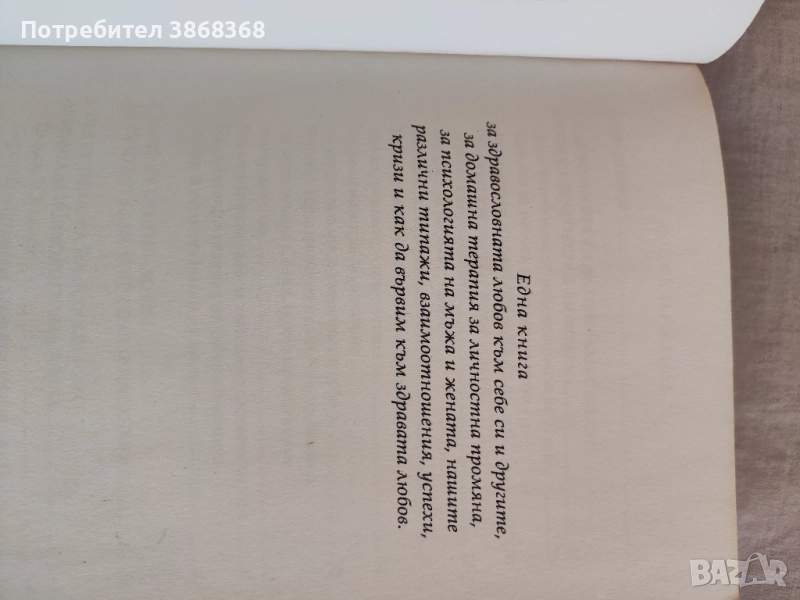 Потребител 3868368
Една книга
за здравословната любов към себе си и другите,
за домашна терапия за личностна промяна,
за психологията на мъжа и жената, нашите
различни типажи, взаимоотношения, успехи,
кризи и как да вървим към здравата любов.
BAZAR